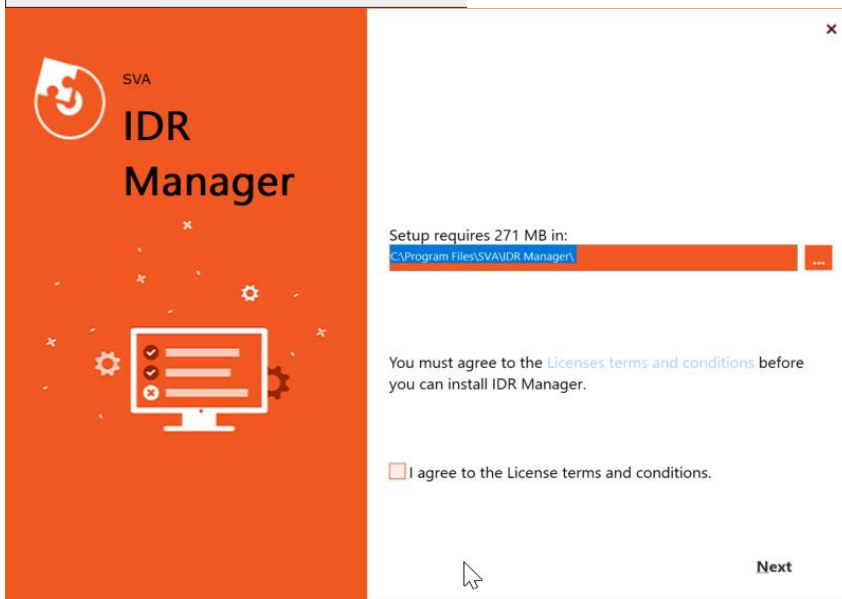 SVA
IDR
Manager
Setup requires 271 MB in:
C:\Program Files\SVA\IDR Manager\
...
You must agree to the Licenses terms and conditions before
you can install IDR Manager.
I agree to the License terms and conditions.
Next